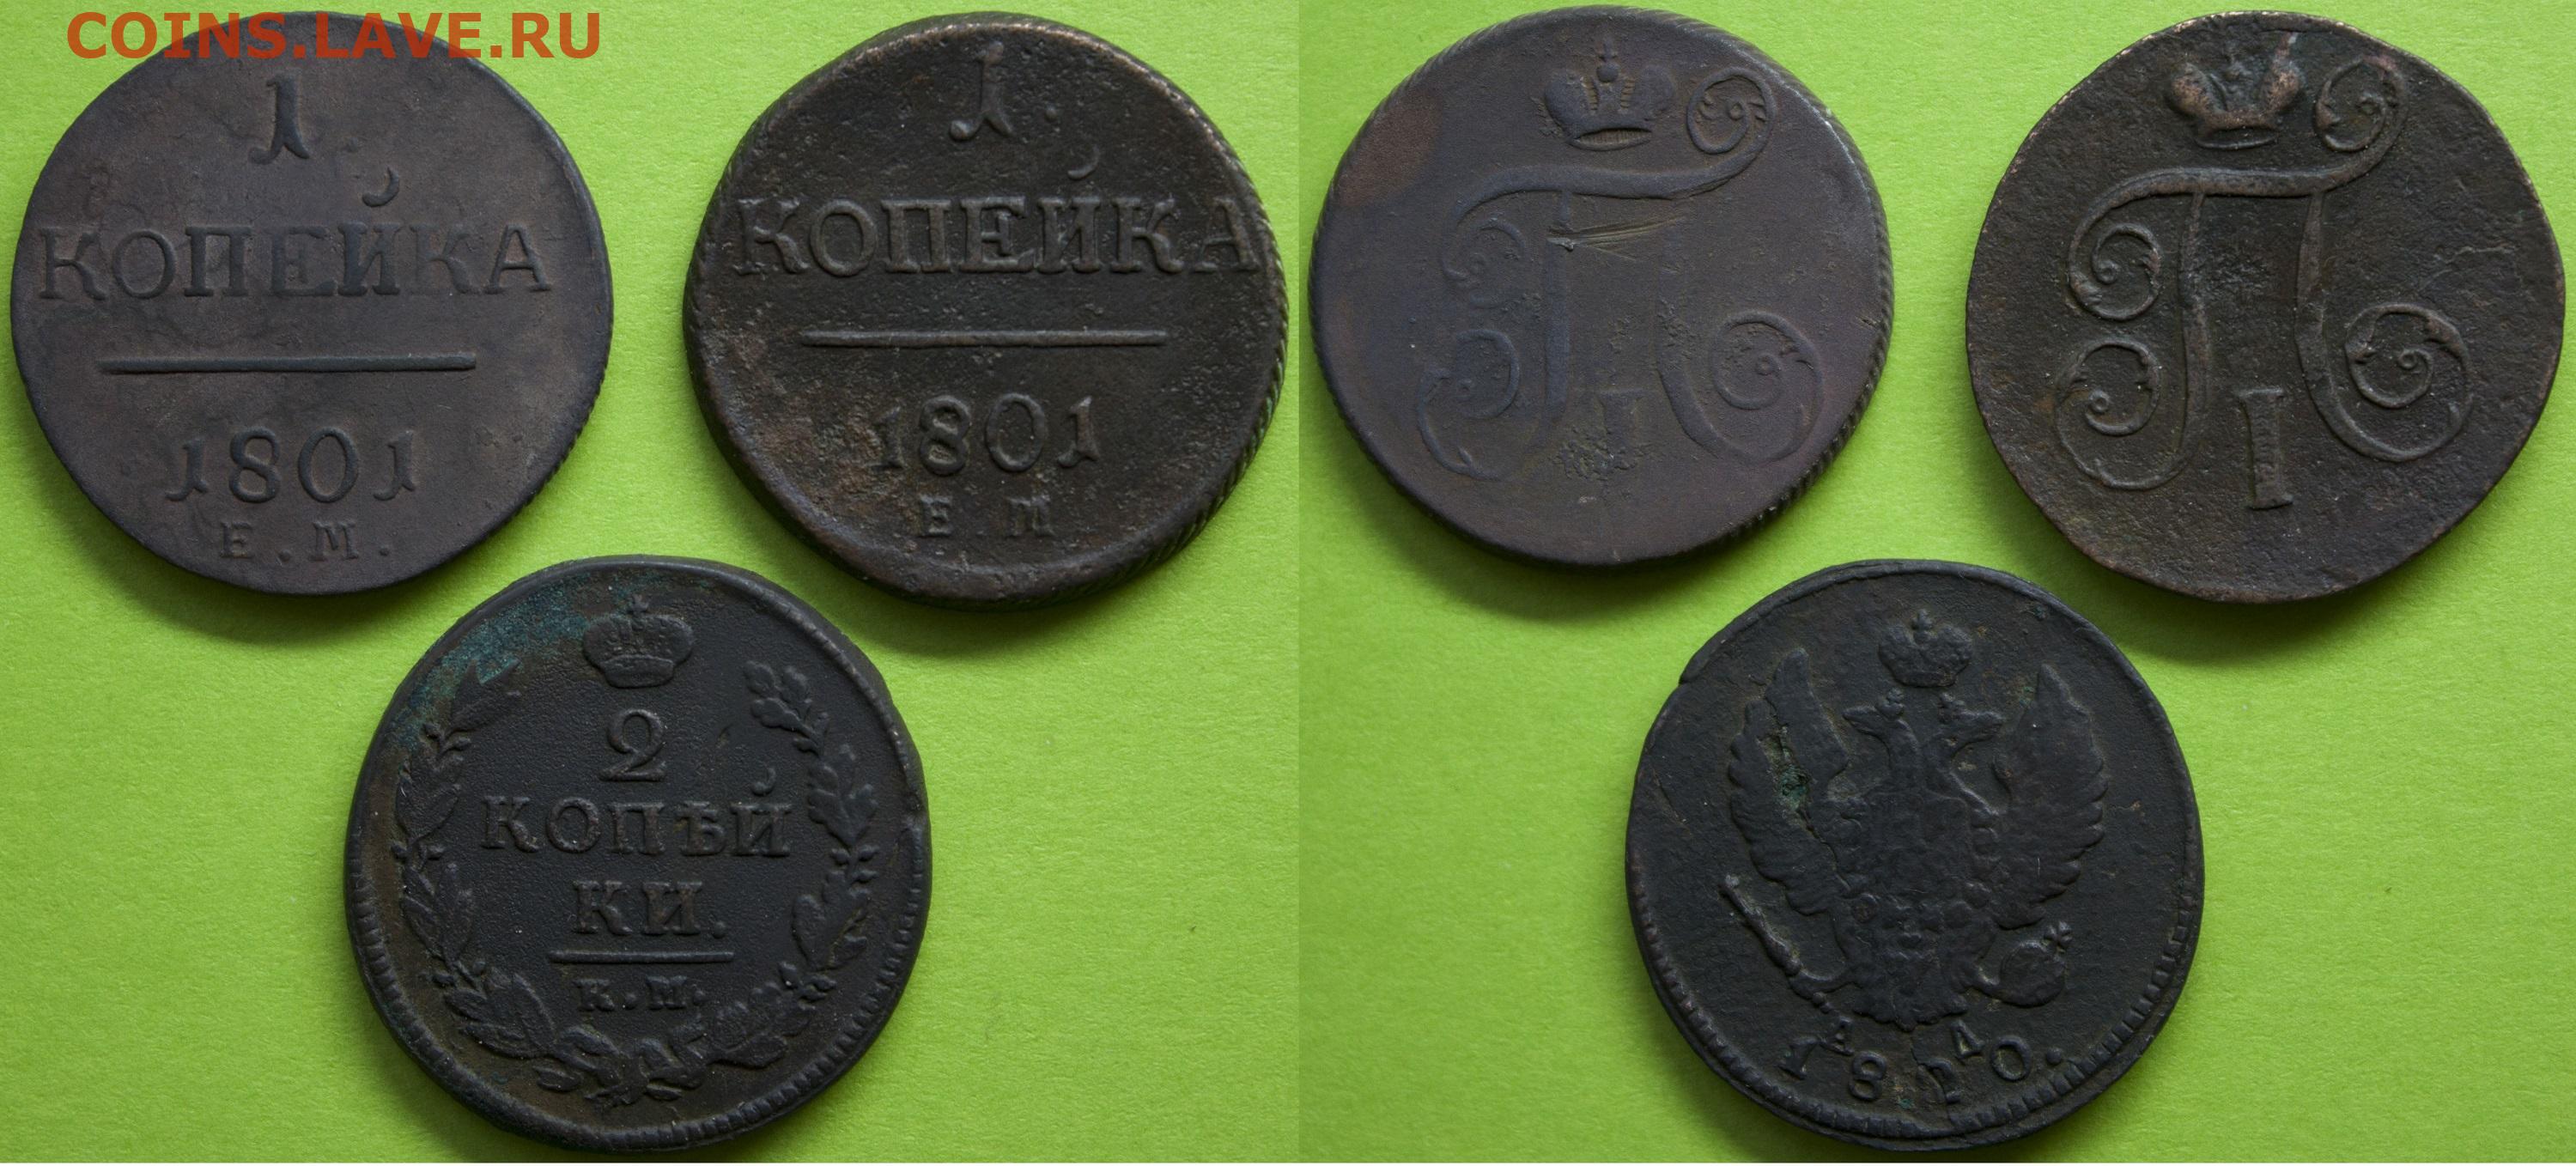 COINS.LAVE.RU
1
КОПЕЙКА
1801
Е.М.
1
КОПЕЙКА
1801
Е М
2
КОПѢЙ
КИ.
К.М.
П
I
П
I
А Д
1820.